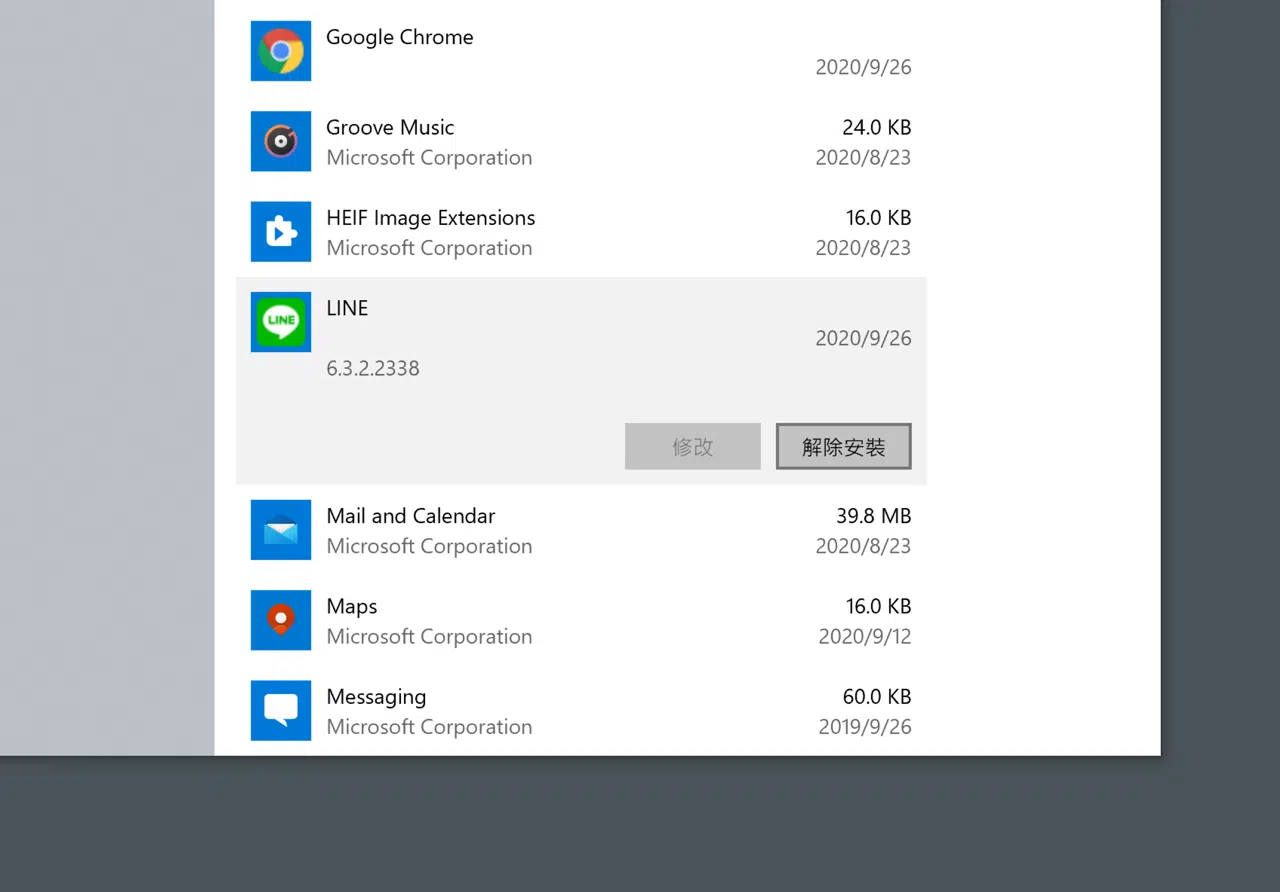 Google Chrome
2020/9/26
Groove Music 24.0 KB
Microsoft Corporation 2020/8/23
HEIF Image Extensions 16.0 KB
Microsoft Corporation 2020/8/23
LINE
LINE
2020/9/26
6.3.2.2338
修改 解除安裝
Mail and Calendar 39.8 MB
Microsoft Corporation 2020/8/23
Maps 16.0 KB
Microsoft Corporation 2020/9/12
Messaging 60.0 KB
Microsoft Corporation 2019/9/26